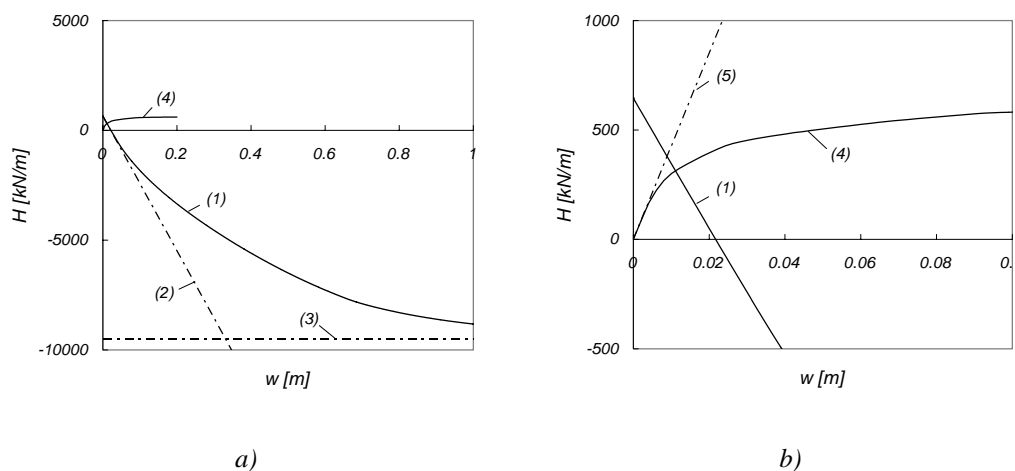 5000
(4)
0
0 0.2 0.4 0.6 0.8 1
(1)
-5000
(2)
(3)
-10000
H [kN/m]
w [m]
a)
1000
(5)
500
(4)
(1)
0
0 0.02 0.04 0.06 0.08 0.
-500
H [kN/m]
w [m]
b)